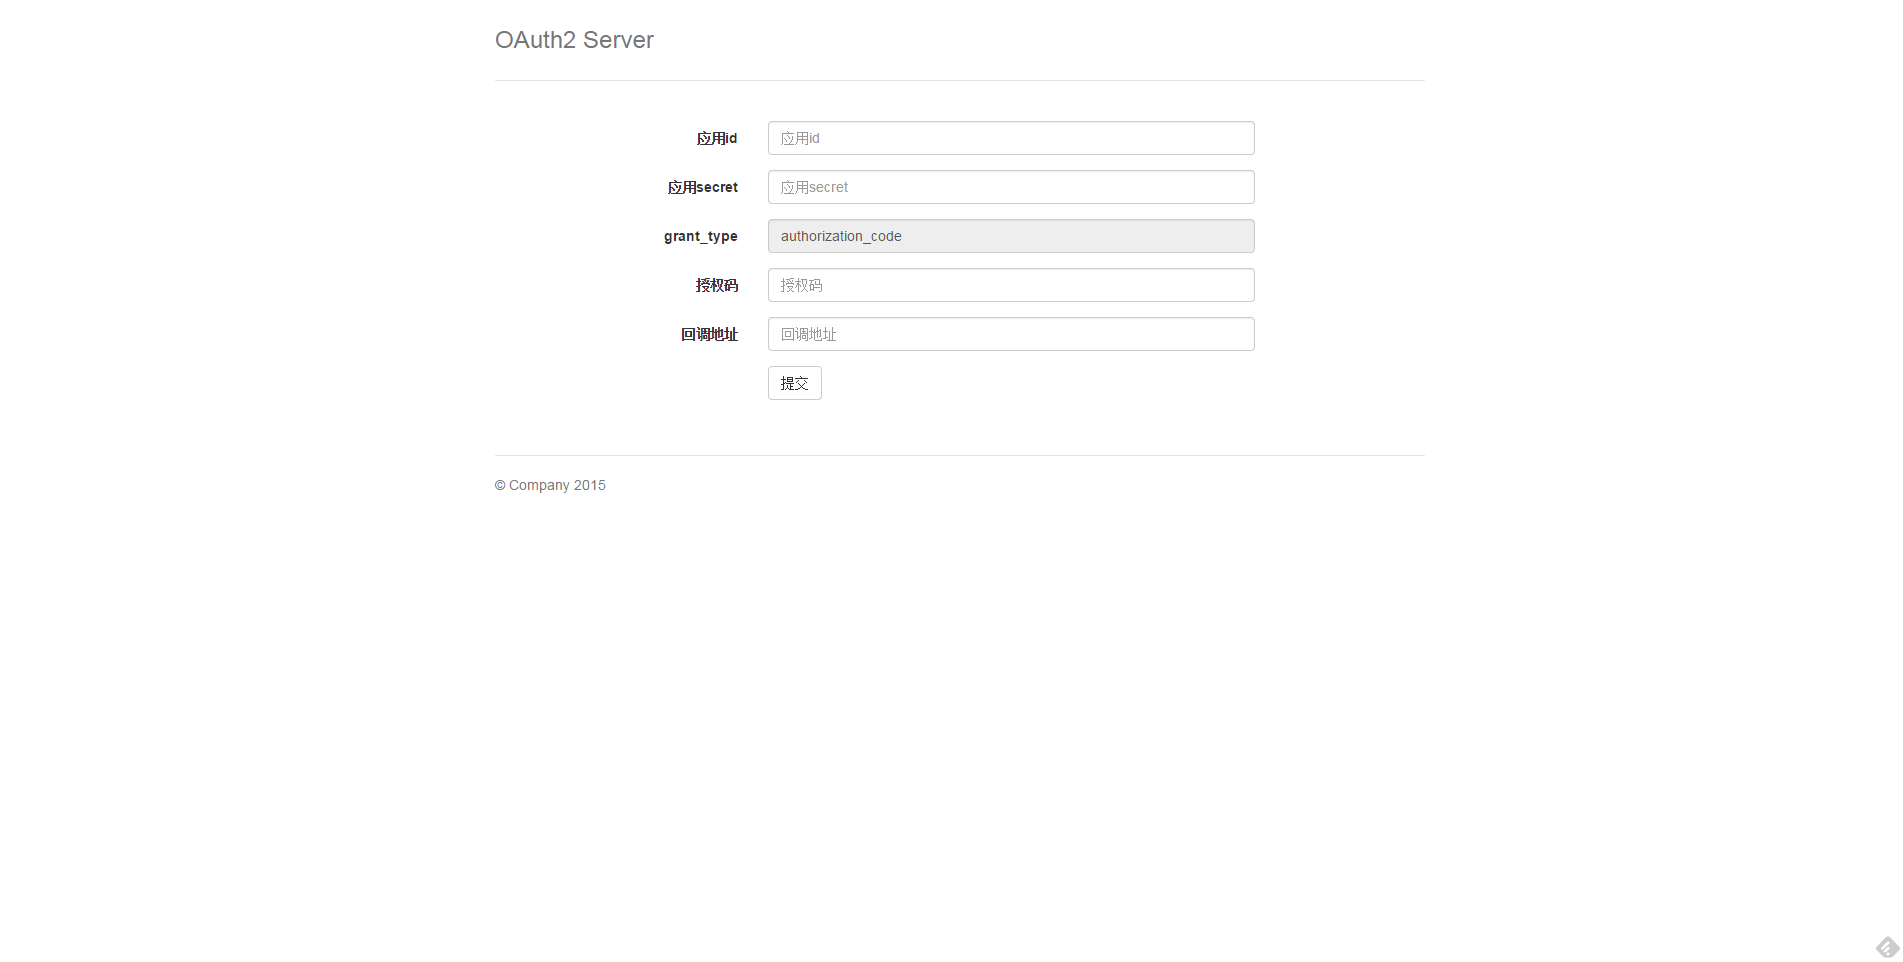 OAuth2 Server
应用id 应用id
应用secret 应用secret
grant_type authorization_code
授权码 授权码
回调地址 回调地址
提交
© Company 2015